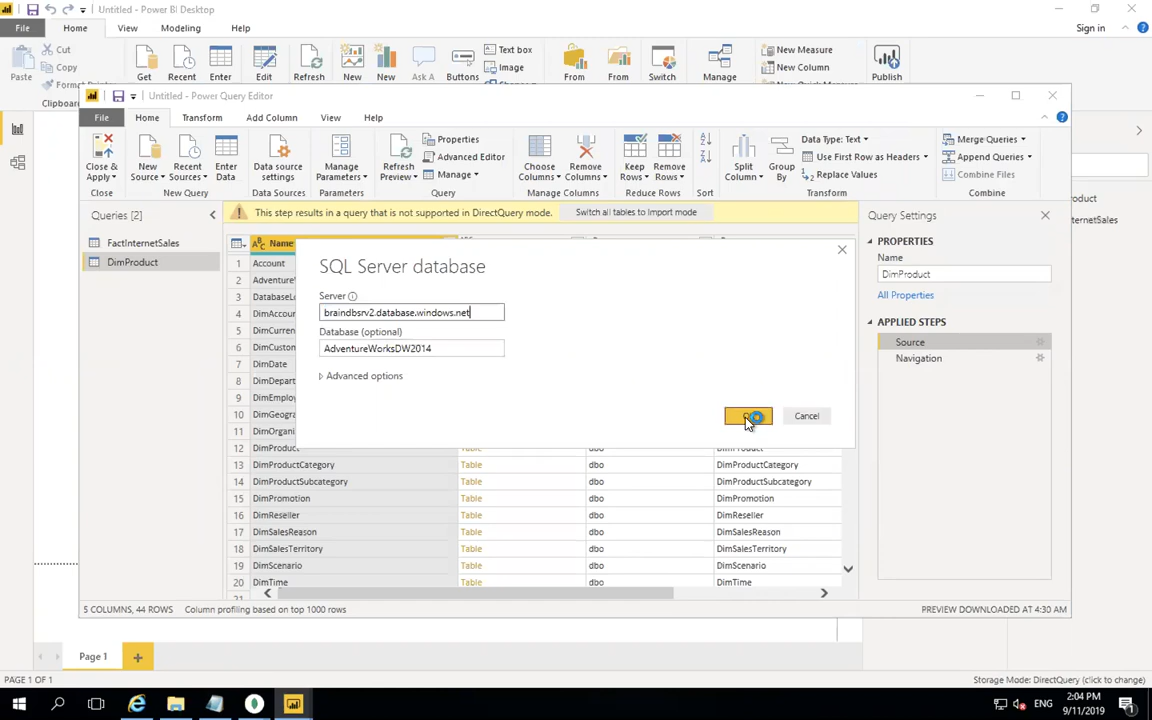 Untitled - Power BI Desktop
File
Home
View
Modeling
Help
Sign in
Paste
Cut
Copy
Clipboard
Get
Recent
Enter
Edit
Refresh
New
New
Ask A
Buttons
Text box
Image
From
From
Switch
Manage
New Measure
New Column
Publish
Untitled - Power Query Editor
File
Home
Transform
Add Column
View
Help
Close & Apply
New Source
Recent Sources
Enter Data
Data source settings
Manage Parameters
Refresh Preview
Properties
Advanced Editor
Manage
Choose Columns
Remove Columns
Keep Rows
Remove Rows
Split Column
Group By
Data Type: Text
Use First Row as Headers
Replace Values
Merge Queries
Append Queries
Combine Files
Close
New Query
Data Sources
Parameters
Query
Manage Columns
Reduce Rows
Sort
Transform
Combine
Queries [2]
FactInternetSales
DimProduct
This step results in a query that is not supported in DirectQuery mode.
Switch all tables to Import mode
Name
1 Account
2
3
4
5
6
7 DimDate
8
9
10
11
12
13 DimProductCategory Table dbo DimProductCategory
14 DimProductSubcategory Table dbo DimProductSubcategory
15 DimPromotion Table dbo DimPromotion
16 DimReseller Table dbo DimReseller
17 DimSalesReason Table dbo DimSalesReason
18 DimSalesTerritory Table dbo DimSalesTerritory
19 DimScenario Table dbo DimScenario
20 DimTime Table dbo DimTime
SQL Server database
Server
braindbsrv2.database.windows.net
Database (optional)
AdventureWorksDW2014
Advanced options
Cancel
Query Settings
PROPERTIES
Name
DimProduct
All Properties
APPLIED STEPS
Source
Navigation
5 COLUMNS, 44 ROWS
Column profiling based on top 1000 rows
PREVIEW DOWNLOADED AT 4:30 AM
Page 1
PAGE 1 OF 1
Storage Mode: DirectQuery (click to change)
ENG
2:04 PM
9/11/2019